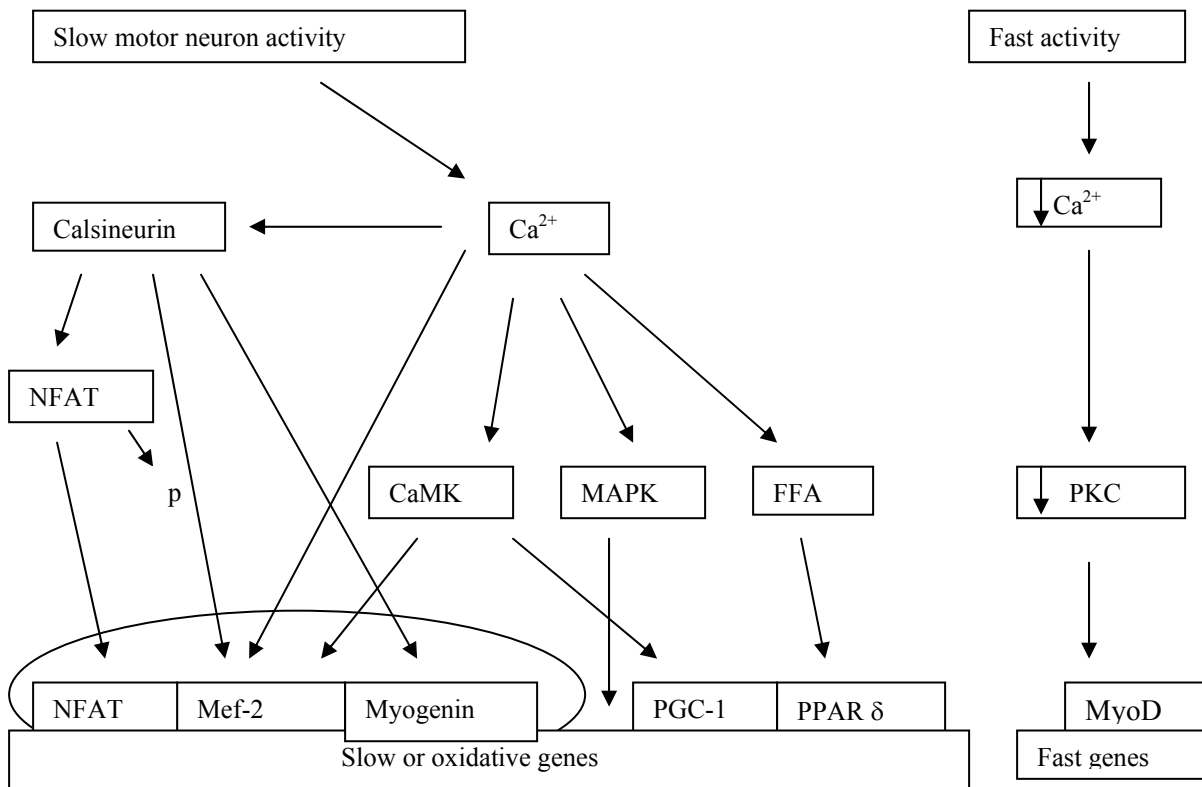 Slow motor neuron activity
Fast activity
Calsineurin
Ca²⁺
Ca²⁺
NFAT
p
CaMK
MAPK
FFA
PKC
NFAT
Mef-2
Myogenin
PGC-1
PPAR δ
MyoD
Slow or oxidative genes
Fast genes